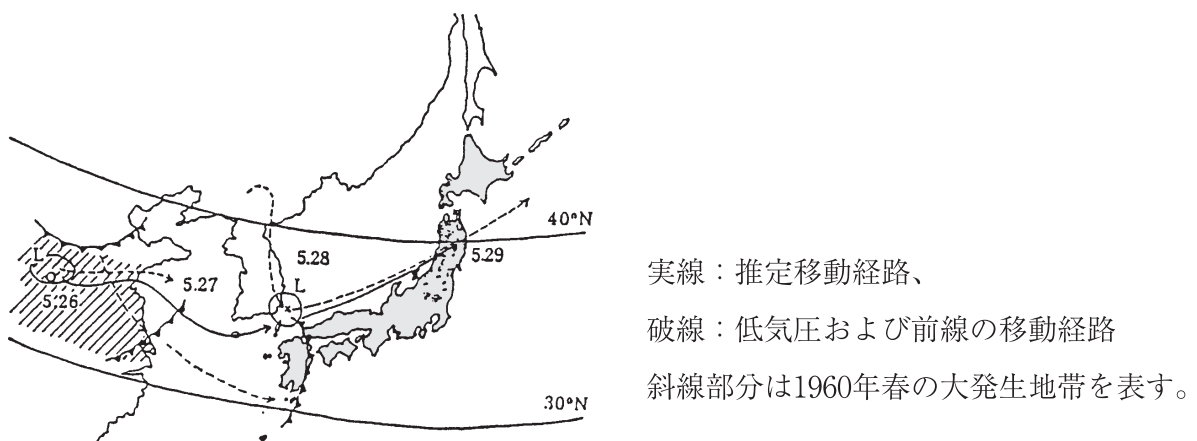 40°N
5.28
5.29
L
5.27
L
5.26
30°N
実線：推定移動経路、
破線：低気圧および前線の移動経路
斜線部分は1960年春の大発生地帯を表す。